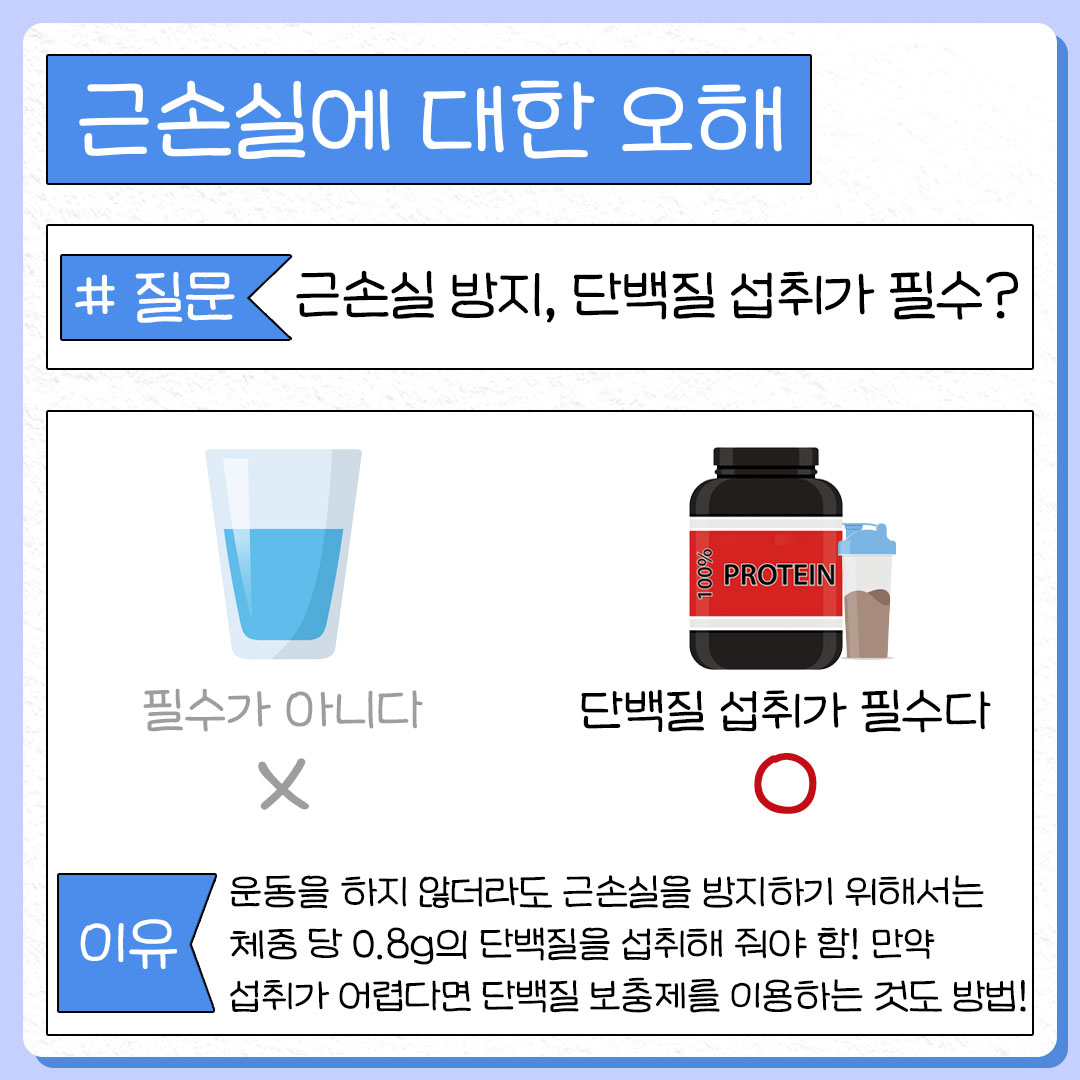 근손실에 대한 오해
# 질문
근손실 방지, 단백질 섭취가 필수?
100%
PROTEIN
필수가 아니다
단백질 섭취가 필수다
이유
운동을 하지 않더라도 근손실을 방지하기 위해서는
체중 당 0.8g의 단백질을 섭취해 줘야 함! 만약
섭취가 어렵다면 단백질 보충제를 이용하는 것도 방법!